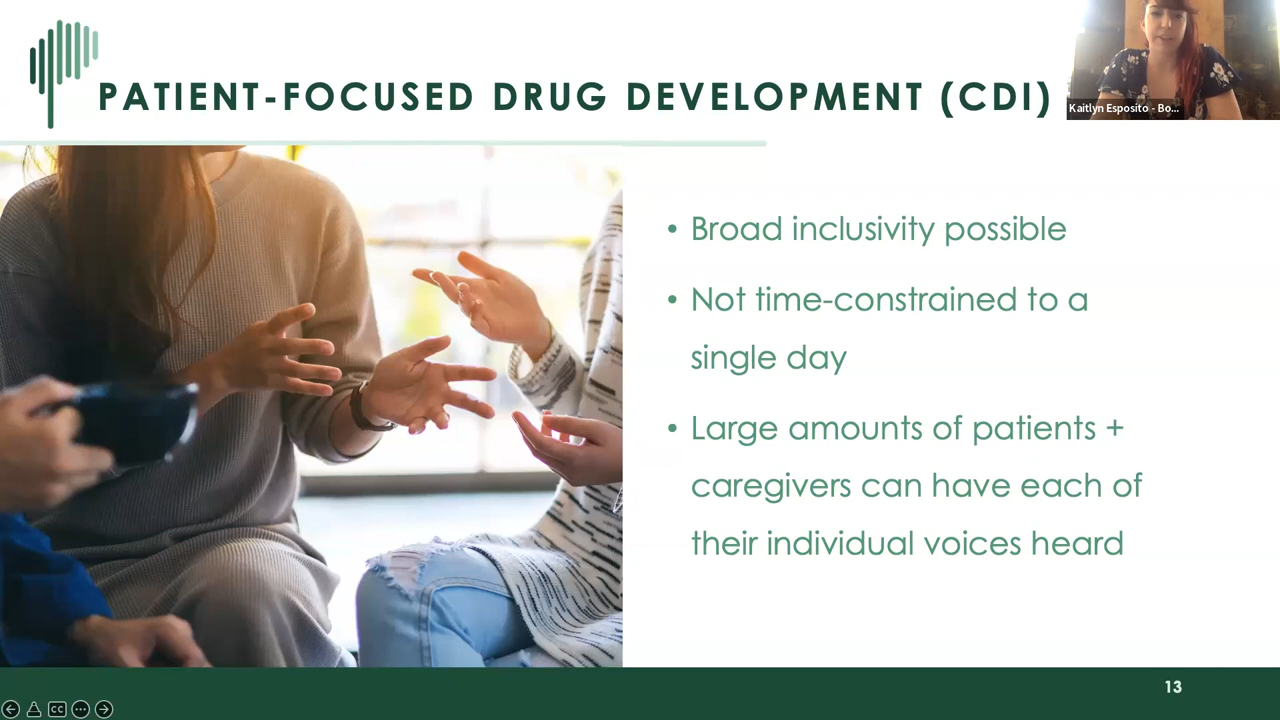 PATIENT-FOCUSED DRUG DEVELOPMENT (CDI)
Kaitlyn Esposito - Bo...
• Broad inclusivity possible
• Not time-constrained to a
single day
• Large amounts of patients +
caregivers can have each of
their individual voices heard
13
CC